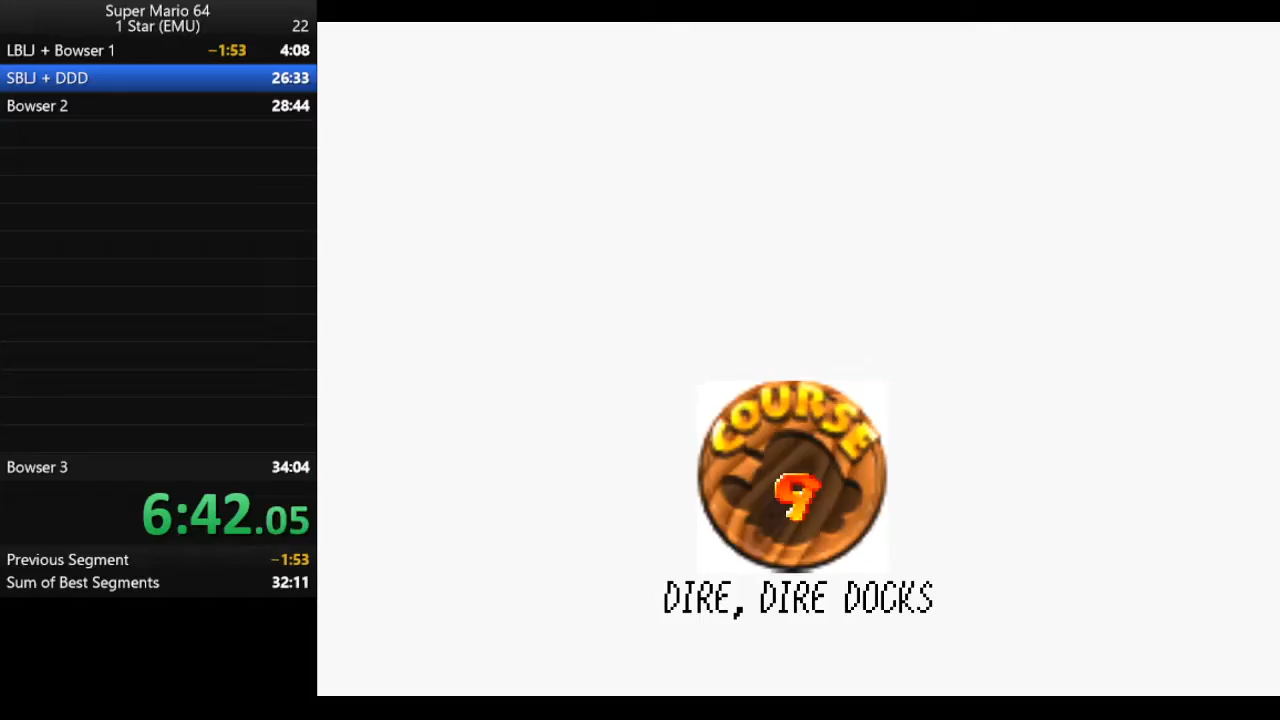 Super Mario 64
1 Star (EMU) 22
LBLJ + Bowser 1 −1:53 4:08
SBLJ + DDD 26:33
Bowser 2 28:44
Bowser 3 34:04
6:42.05
Previous Segment −1:53
Sum of Best Segments 32:11
COURSE
9
DIRE, DIRE DOCKS